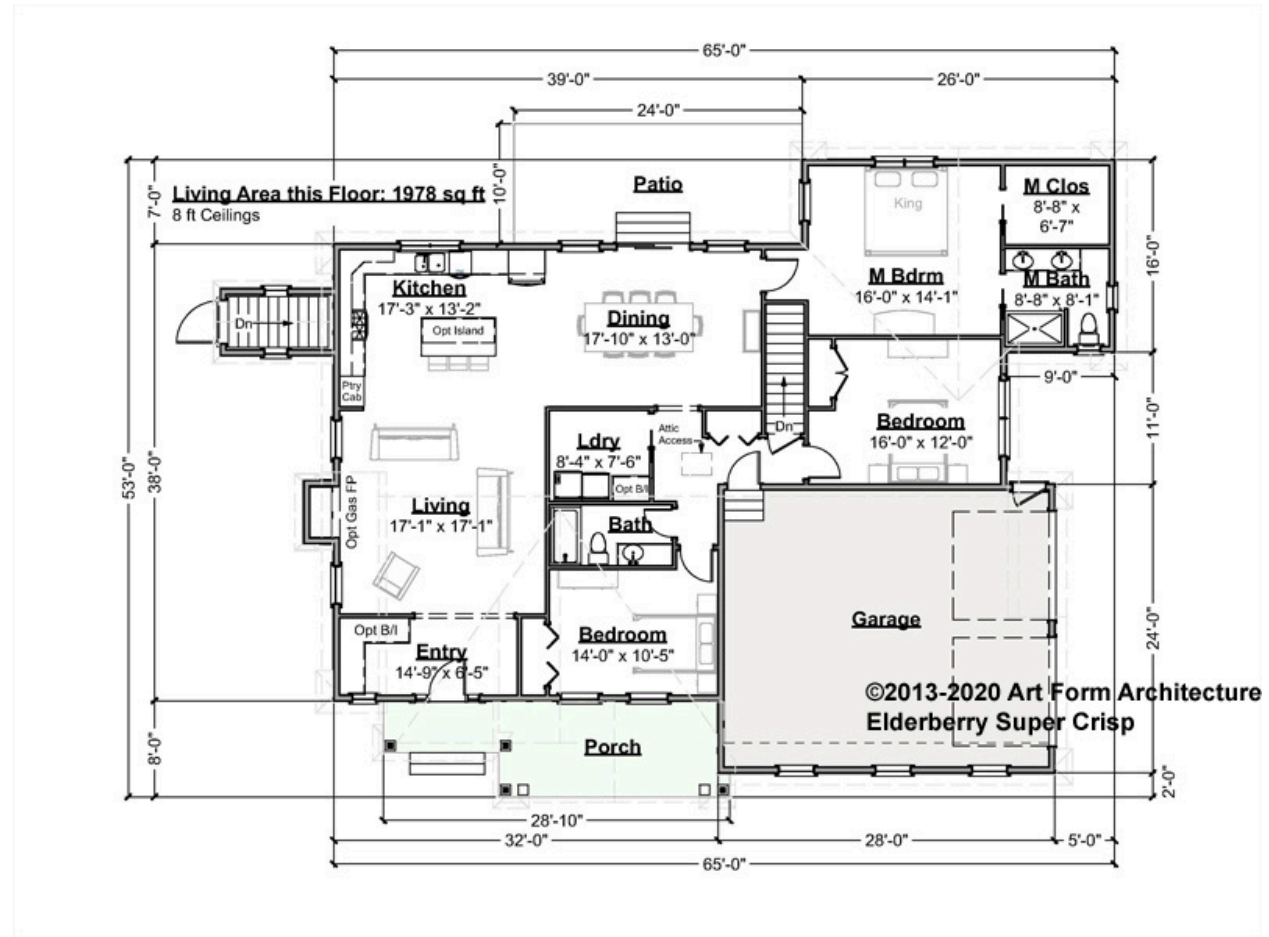 65'-0"
39'-0"
26'-0"
24'-0"
10'-0"
7'-0"
Living Area this Floor: 1978 sq ft
8 ft Ceilings
Patio
King
M Clos
8'-8" x
6'-7"
16'-0"
Kitchen
17'-3" x 13'-2"
M Bdrm
16'-0" x 14'-1"
M Bath
8'-8" x 8'-1"
Dn
Opt Island
Dining
17'-10" x 13'-0"
Ptry
Cab
9'-0"
Bedroom
16'-0" x 12'-0"
11'-0"
Attic
Access
Dn
Ldry
8'-4" x 7'-6"
Opt B/I
53'-0"
38'-0"
Opt Gas FP
Living
17'-1" x 17'-1"
Bath
Garage
24'-0"
Opt B/I
Entry
14'-9" x 6'-5"
Bedroom
14'-0" x 10'-5"
©2013-2020 Art Form Architecture
Elderberry Super Crisp
8'-0"
Porch
2'-0"
28'-10"
32'-0"
28'-0"
5'-0"
65'-0"